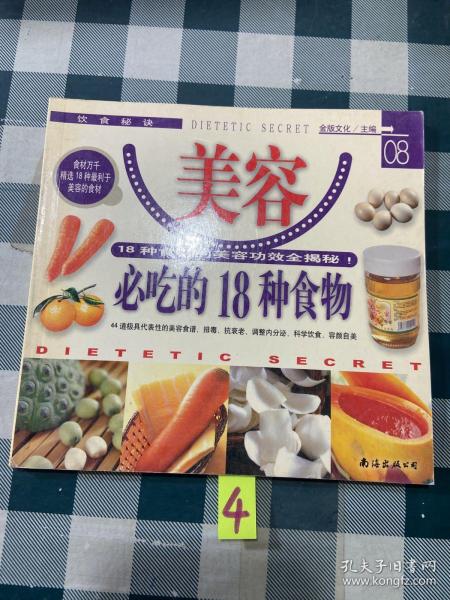 饮食秘诀 DIETETIC SECRET 金版文化/主编
08
食材万千
精选18种最利于
美容的食材
美容
18种食 美容功效全揭秘!
必吃的18种食物
44道极具代表性的美容食谱,排毒、抗衰老、调整内分泌,科学饮食,容颜自美
DIETETIC SECRET
南海出版公司
4
孔夫子旧书网
www.kongfz.com